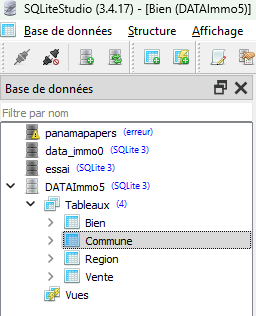 SQLiteStudio (3.4.17) - [Bien (DATAImmo5)]
Base de données Structure Affichage
Base de données
Filtre par nom
panamapapers (erreur)
data_immo0 (SQLite 3)
essai (SQLite 3)
DATAImmo5 (SQLite 3)
Tableaux (4)
Bien
Commune
Region
Vente
Vues